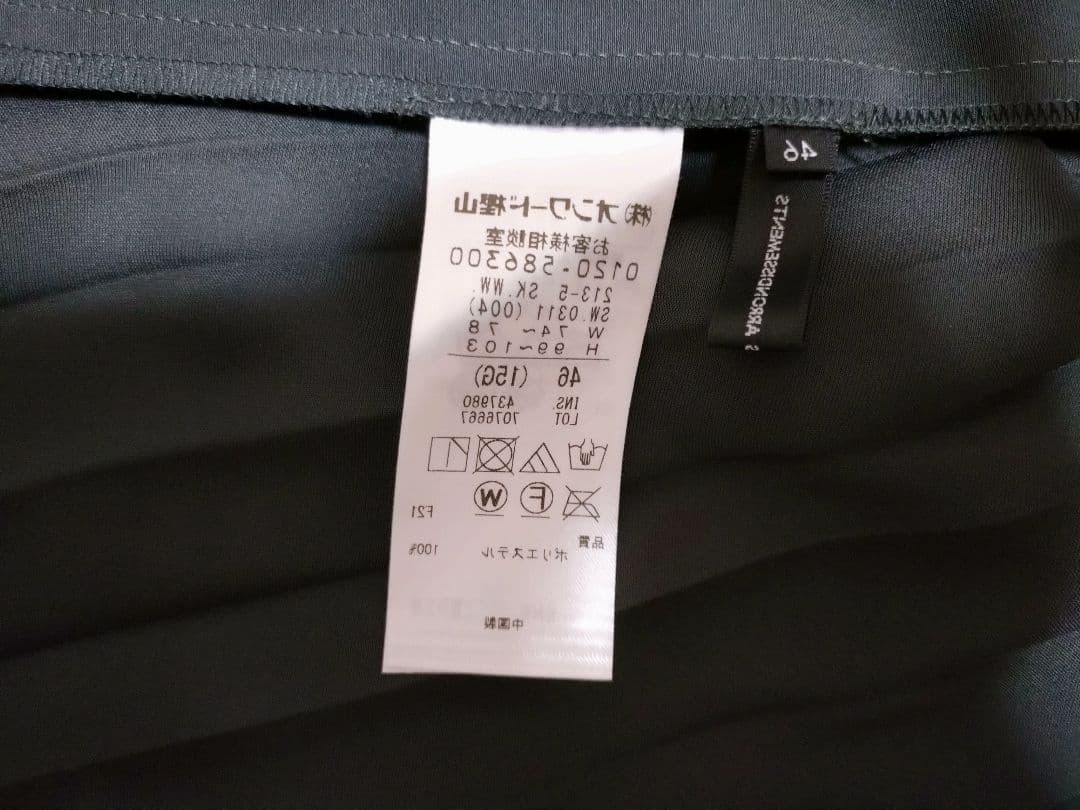 (株)オンワード樫山
お客様相談室
0120-586300
213-5 SK.WW.
SW.0311 (004)
W 74~ 78
H 99~103
46 (15G)
INS. 437980
LOT 7076667
F
W
F21
品質
ポリエステル 100%
中国製
46
ARRONDISSEMENTS